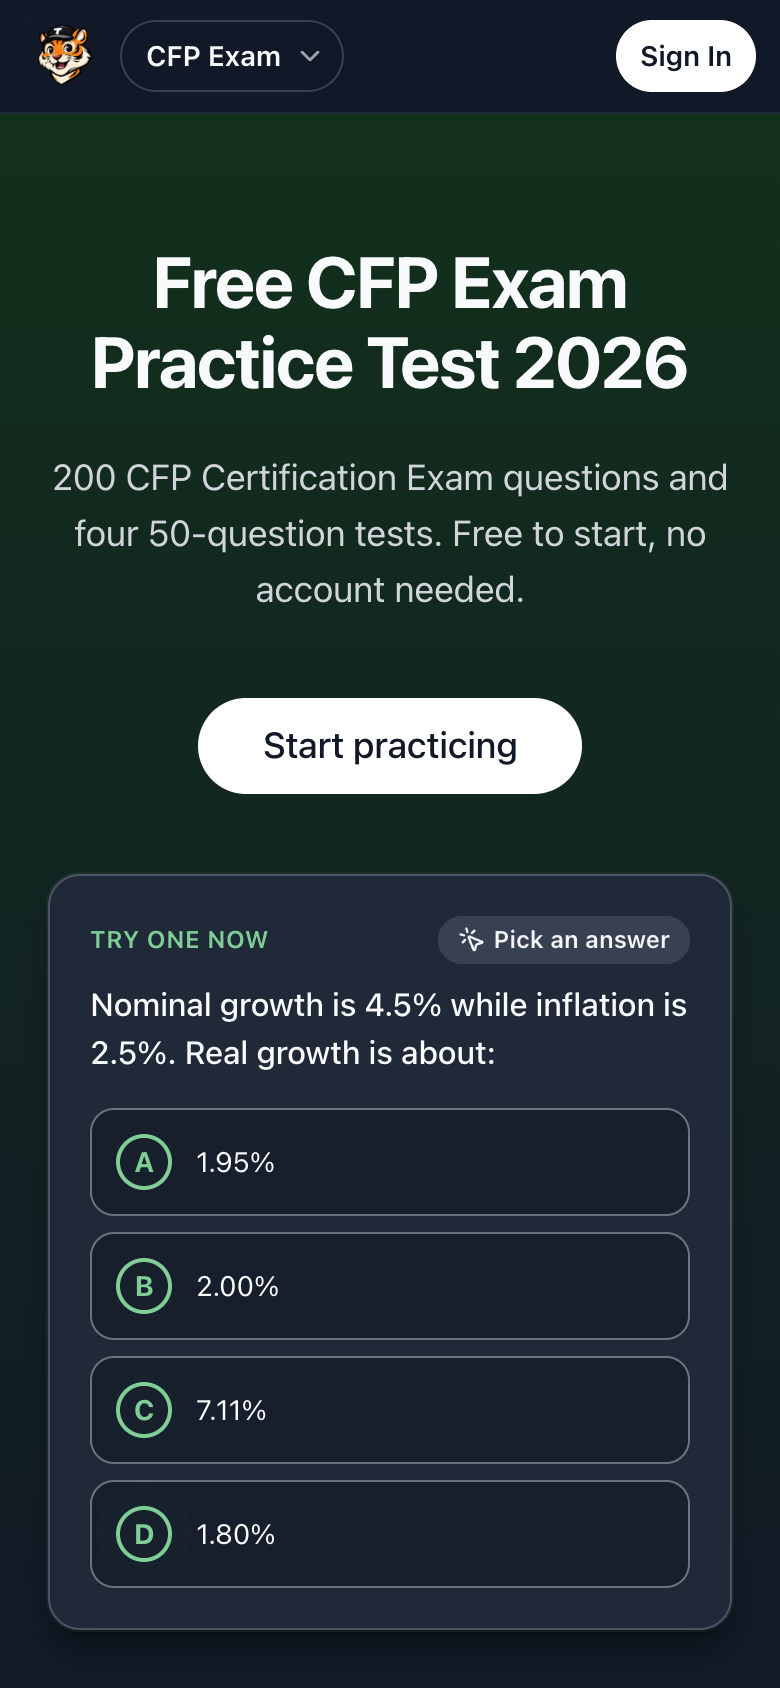 CFP Exam
Sign In
Free CFP Exam
Practice Test 2026
200 CFP Certification Exam questions and
four 50-question tests. Free to start, no
account needed.
Start practicing
TRY ONE NOW
Pick an answer
Nominal growth is 4.5% while inflation is
2.5%. Real growth is about:
A 1.95%
B 2.00%
C 7.11%
D 1.80%